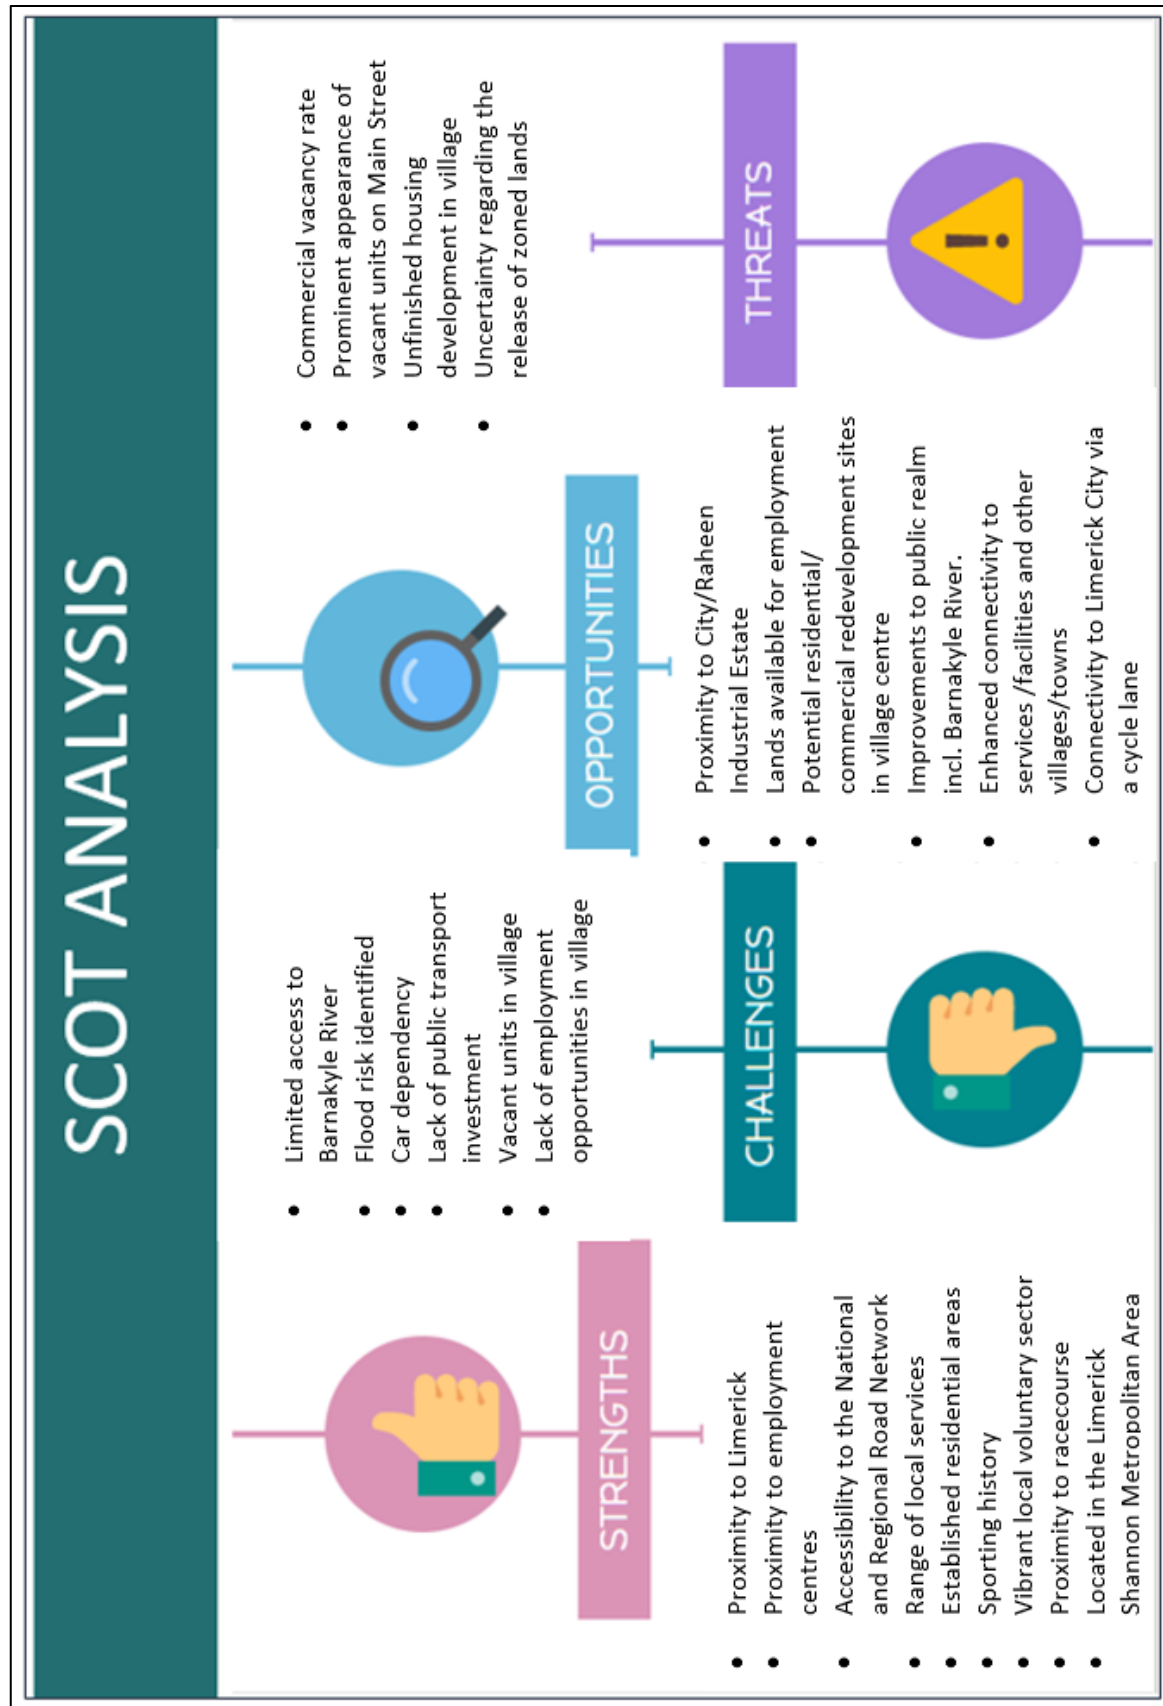 SCOT ANALYSIS
STRENGTHS
• Proximity to Limerick
• Proximity to employment
centres
• Accessibility to the National
and Regional Road Network
• Range of local services
• Established residential areas
• Sporting history
• Vibrant local voluntary sector
• Proximity to racecourse
• Located in the Limerick
Shannon Metropolitan Area
• Limited access to
Barnakyle River
• Flood risk identified
• Car dependency
• Lack of public transport
investment
• Vacant units in village
• Lack of employment
opportunities in village
CHALLENGES
OPPORTUNITIES
• Proximity to City/Raheen
Industrial Estate
• Lands available for employment
• Potential residential/
commercial redevelopment sites
in village centre
• Improvements to public realm
incl. Barnakyle River.
• Enhanced connectivity to
services /facilities and other
villages/towns
• Connectivity to Limerick City via
a cycle lane
• Commercial vacancy rate
• Prominent appearance of
vacant units on Main Street
• Unfinished housing
development in village
• Uncertainty regarding the
release of zoned lands
THREATS